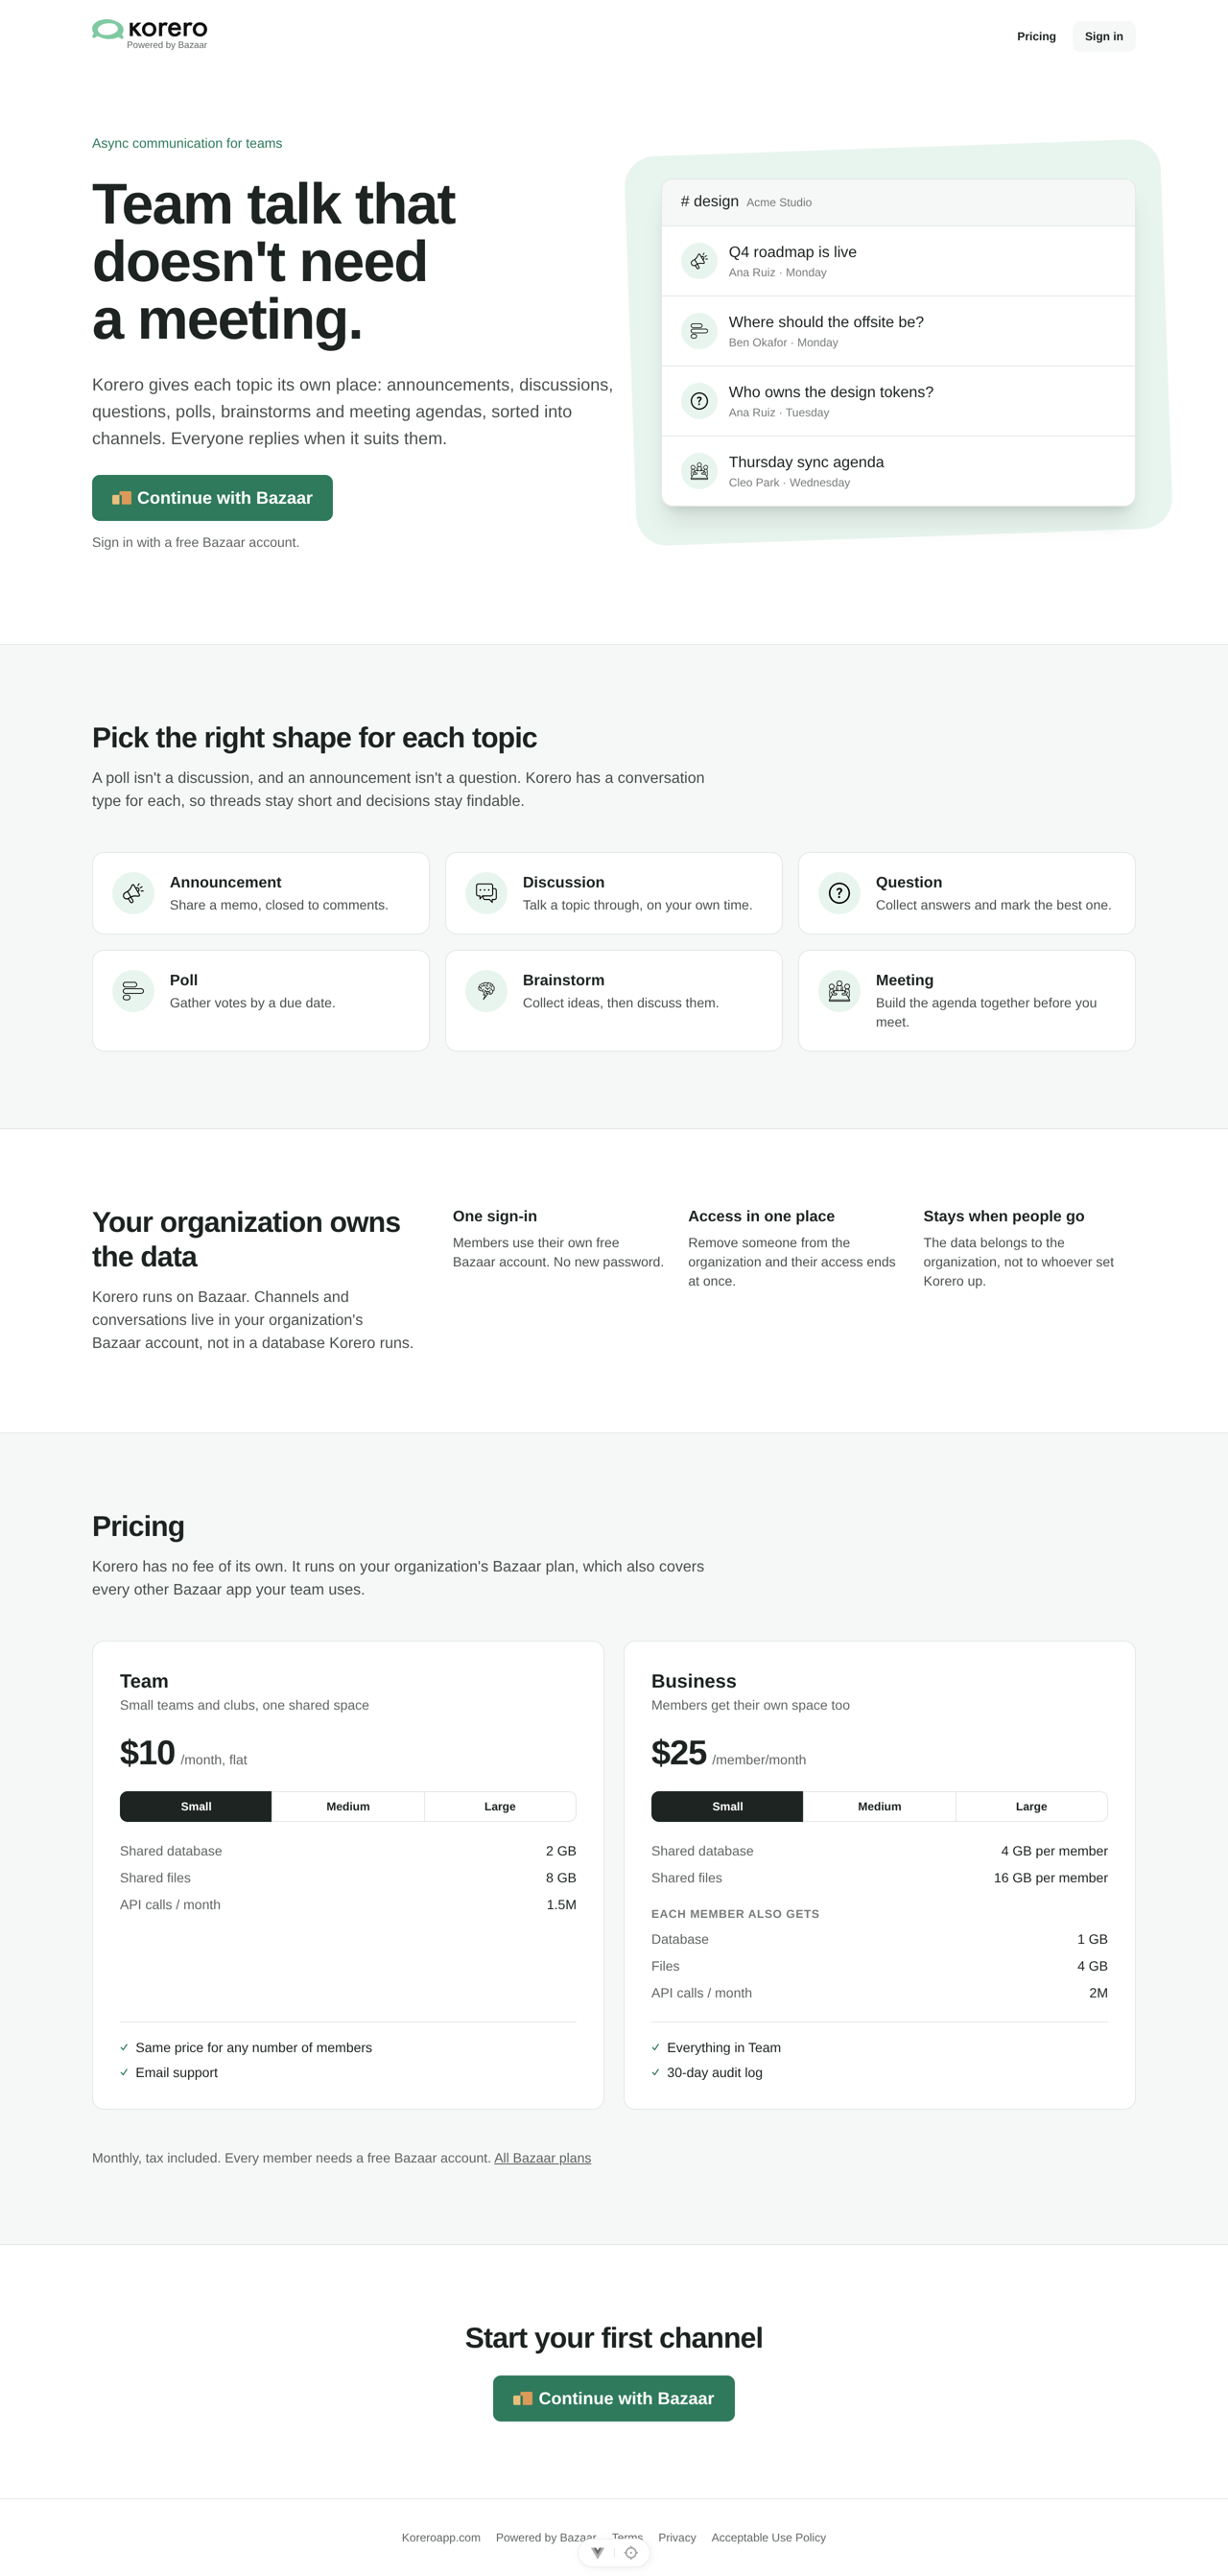 Korero
Powered by Bazaar
Pricing
Sign in
Async communication for teams
Team talk that
doesn't need
a meeting.
Korero gives each topic its own place: announcements, discussions,
questions, polls, brainstorms and meeting agendas, sorted into
channels. Everyone replies when it suits them.
Continue with Bazaar
Sign in with a free Bazaar account.
# design Acme Studio
Q4 roadmap is live
Ana Ruiz · Monday
Where should the offsite be?
Ben Okafor · Monday
Who owns the design tokens?
Ana Ruiz · Tuesday
Thursday sync agenda
Cleo Park · Wednesday
Pick the right shape for each topic
A poll isn't a discussion, and an announcement isn't a question. Korero has a conversation
type for each, so threads stay short and decisions stay findable.
Announcement
Share a memo, closed to comments.
Discussion
Talk a topic through, on your own time.
Question
Collect answers and mark the best one.
Poll
Gather votes by a due date.
Brainstorm
Collect ideas, then discuss them.
Meeting
Build the agenda together before you
meet.
Your organization owns
the data
Korero runs on Bazaar. Channels and
conversations live in your organization's
Bazaar account, not in a database Korero runs.
One sign-in
Members use their own free
Bazaar account. No new password.
Access in one place
Remove someone from the
organization and their access ends
at once.
Stays when people go
The data belongs to the
organization, not to whoever set
Korero up.
Pricing
Korero has no fee of its own. It runs on your organization's Bazaar plan, which also covers
every other Bazaar app your team uses.
Team
Small teams and clubs, one shared space
$10 /month, flat
Small Medium Large
Shared database 2 GB
Shared files 8 GB
API calls / month 1.5M
Same price for any number of members
Email support
Business
Members get their own space too
$25 /member/month
Small Medium Large
Shared database 4 GB per member
Shared files 16 GB per member
EACH MEMBER ALSO GETS
Database 1 GB
Files 4 GB
API calls / month 2M
Everything in Team
30-day audit log
Monthly, tax included. Every member needs a free Bazaar account. All Bazaar plans
Start your first channel
Continue with Bazaar
Koreroapp.com Powered by Bazaar Terms Privacy Acceptable Use Policy